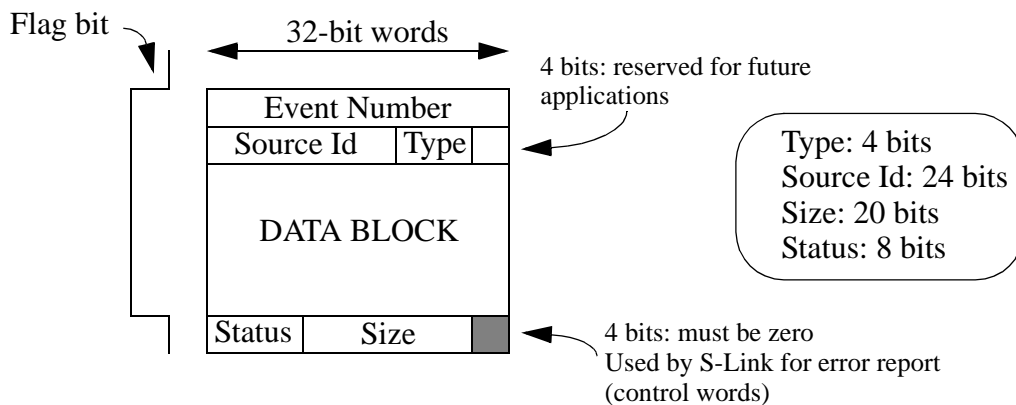 Flag bit
32-bit words
4 bits: reserved for future
applications
Event Number
Source Id Type
DATA BLOCK
Type: 4 bits
Source Id: 24 bits
Size: 20 bits
Status: 8 bits
Status Size
4 bits: must be zero
Used by S-Link for error report
(control words)